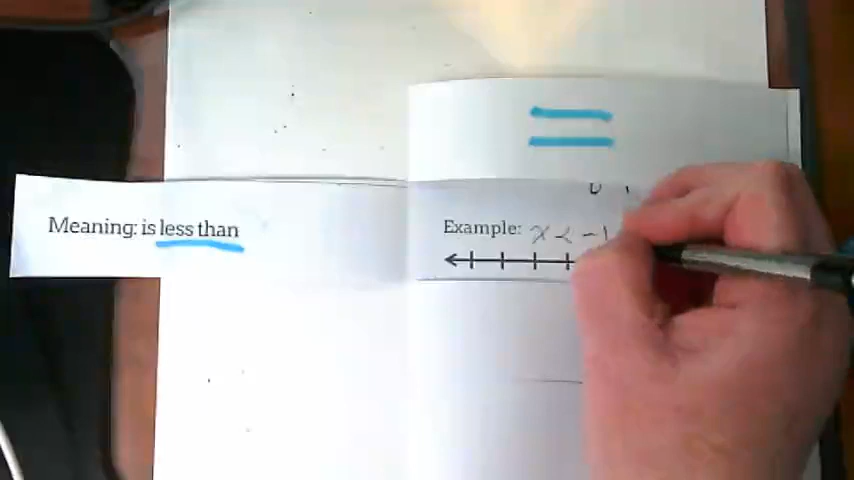 =
Meaning: is less than
Example: x < -1